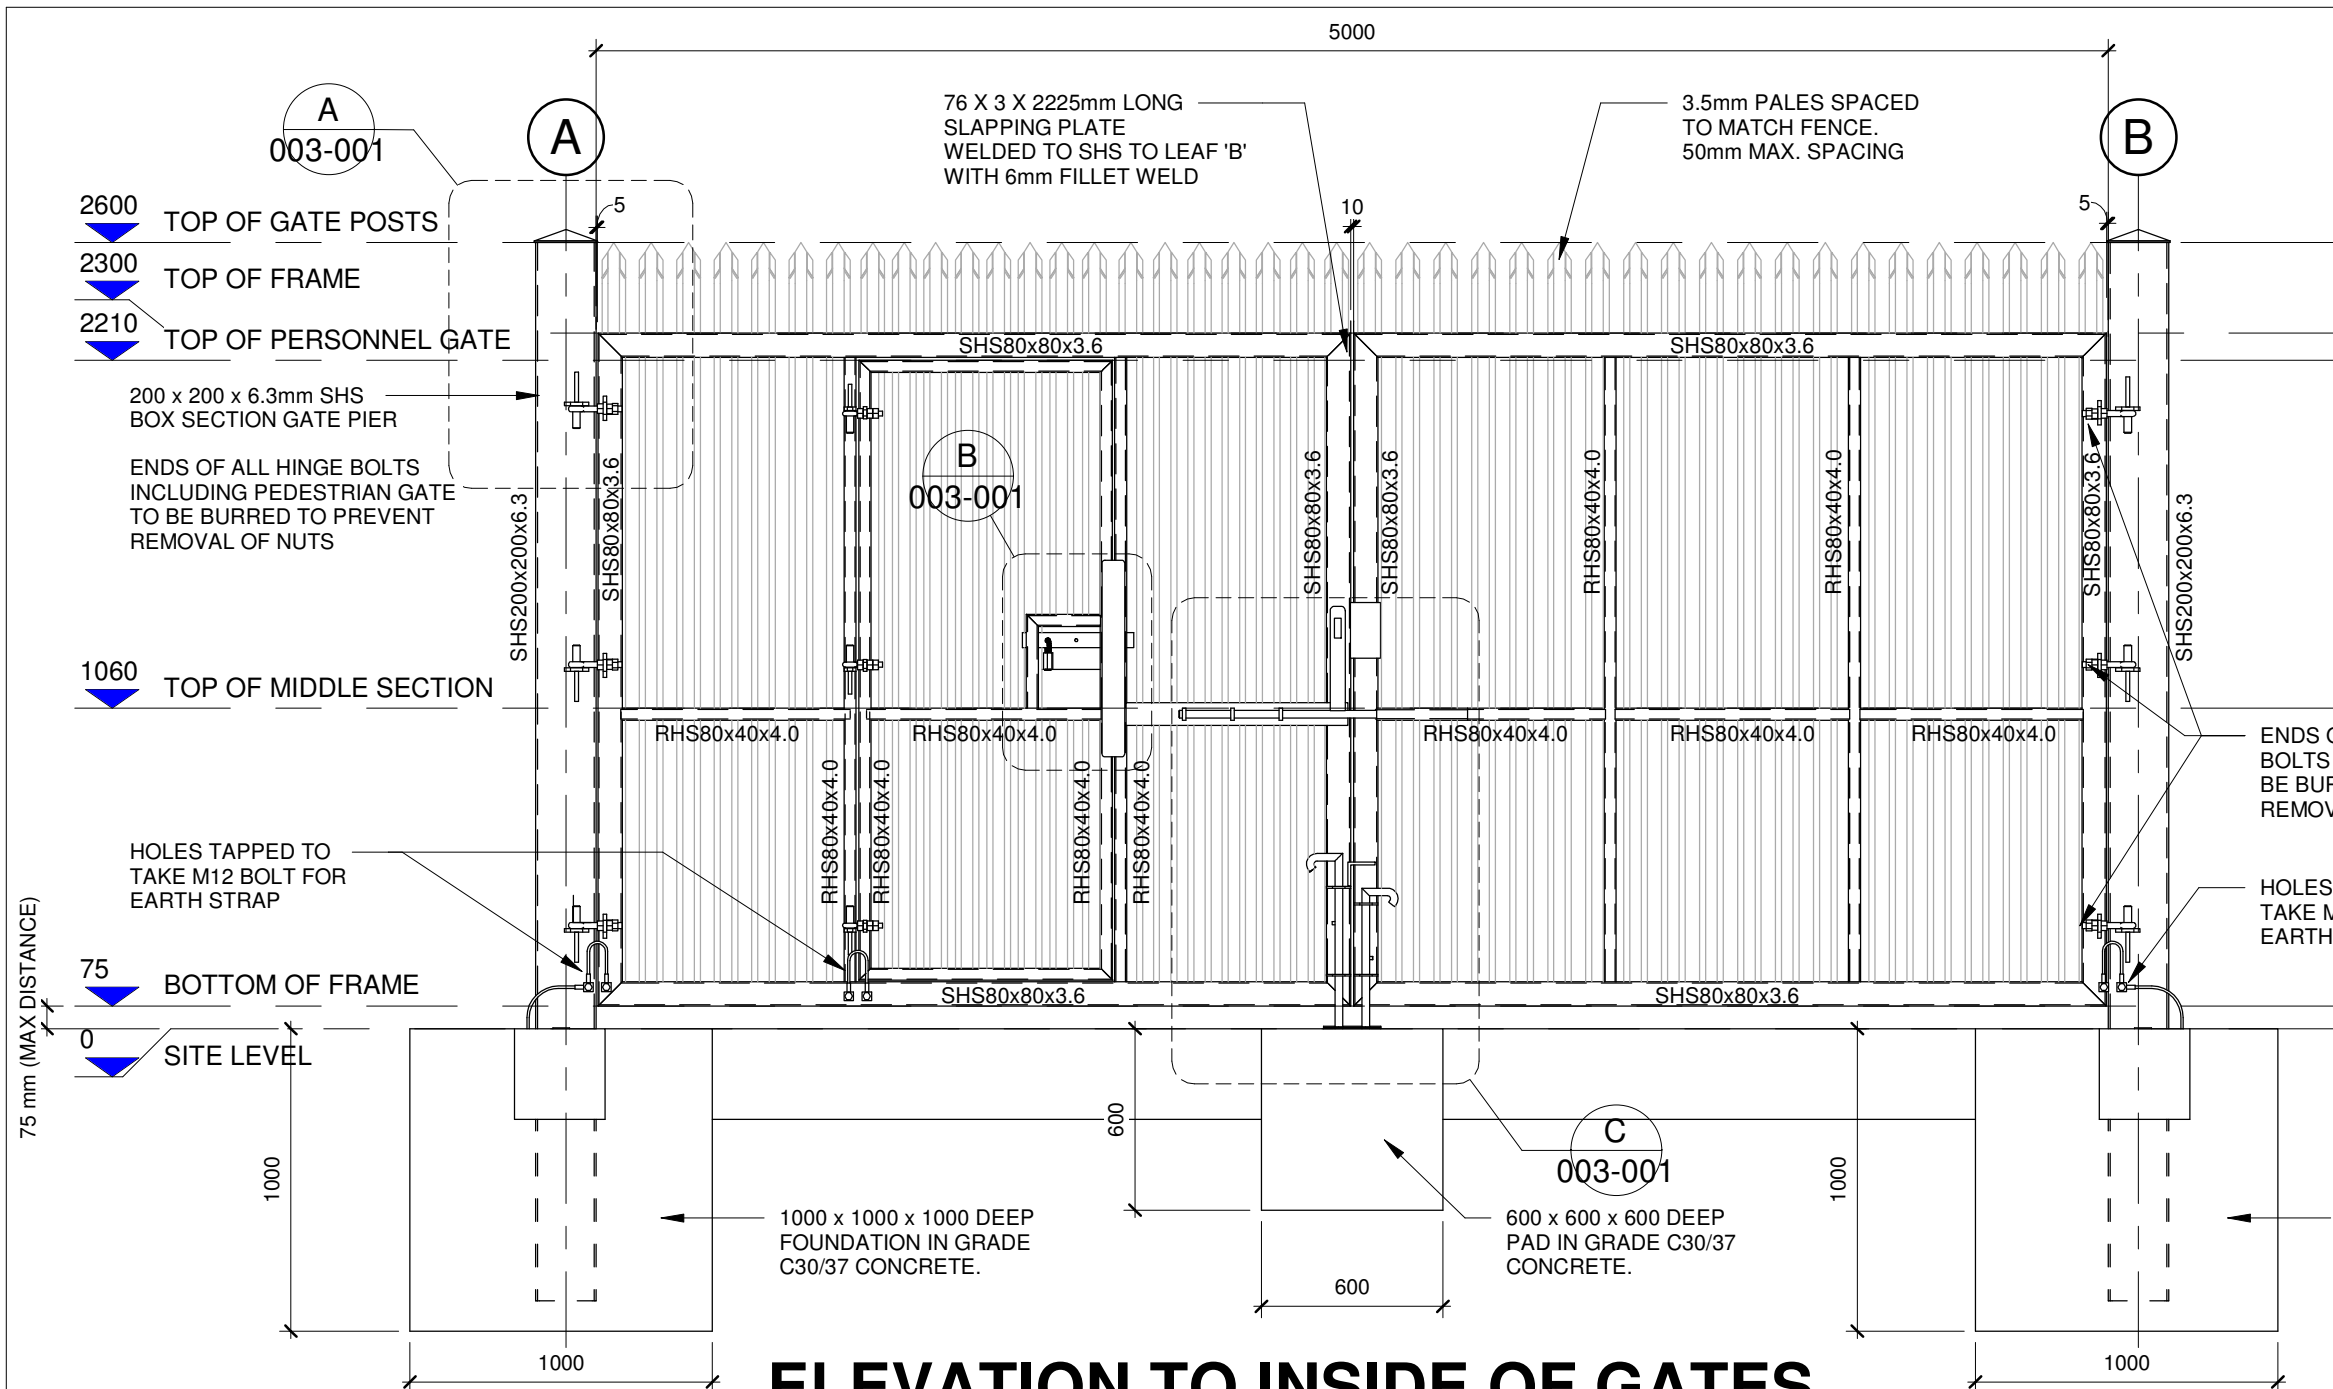 5000
A
003-001
A
76 X 3 X 2225mm LONG
SLAPPING PLATE
WELDED TO SHS TO LEAF 'B'
WITH 6mm FILLET WELD
3.5mm PALES SPACED
TO MATCH FENCE.
50mm MAX. SPACING
B
5
10
5
2600
TOP OF GATE POSTS
2300
TOP OF FRAME
2210
TOP OF PERSONNEL GATE
SHS80x80x3.6
SHS80x80x3.6
200 x 200 x 6.3mm SHS
BOX SECTION GATE PIER
ENDS OF ALL HINGE BOLTS
INCLUDING PEDESTRIAN GATE
TO BE BURRED TO PREVENT
REMOVAL OF NUTS
SHS200x200x6.3
SHS80x80x3.6
B
003-001
SHS80x80x3.6
SHS80x80x3.6
RHS80x40x4.0
RHS80x40x4.0
SHS80x80x3.6
SHS200x200x6.3
1060
TOP OF MIDDLE SECTION
RHS80x40x4.0
RHS80x40x4.0
RHS80x40x4.0
RHS80x40x4.0
RHS80x40x4.0
RHS80x40x4.0
RHS80x40x4.0
RHS80x40x4.0
RHS80x40x4.0
ENDS
BOLTS
BE
HOLES TAPPED TO
TAKE M12 BOLT FOR
EARTH STRAP
HOLES
TAKE
EARTH
75 mm (MAX DISTANCE)
75
BOTTOM OF FRAME
SHS80x80x3.6
SHS80x80x3.6
0
SITE LEVEL
1000
600
C
003-001
1000
1000 x 1000 x 1000 DEEP
FOUNDATION IN GRADE
C30/37 CONCRETE.
600 x 600 x 600 DEEP
PAD IN GRADE C30/37
CONCRETE.
600
1000
1000
ELEVATION TO INSIDE OF GATES